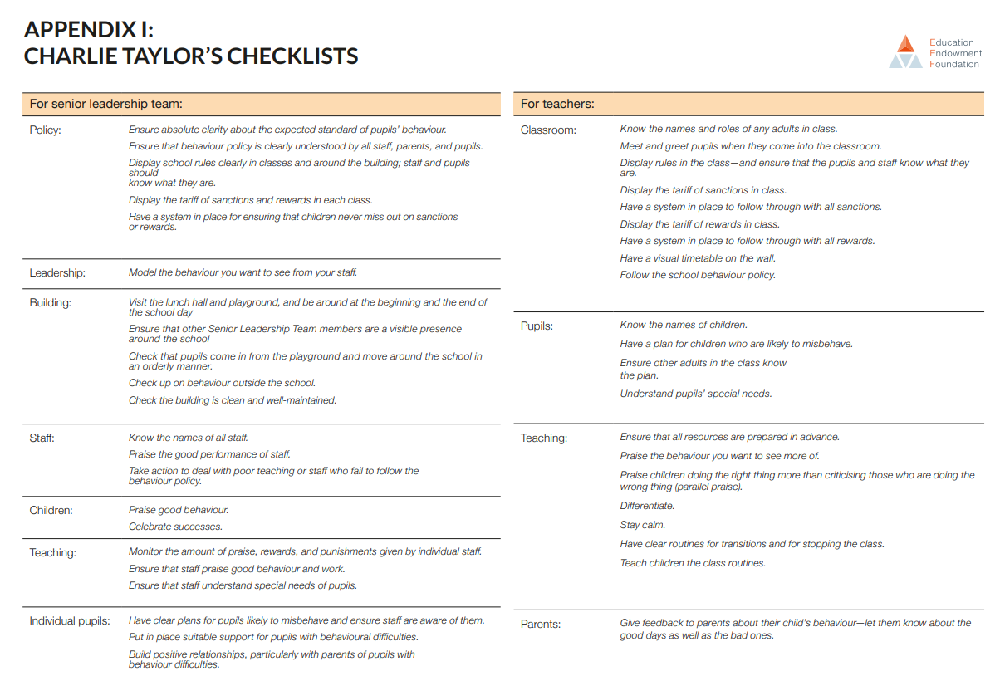 APPENDIX I:
CHARLIE TAYLOR'S CHECKLISTS
Education
Endowment
Foundation
For senior leadership team:
Policy:
Ensure absolute clarity about the expected standard of pupils' behaviour.
Ensure that behaviour policy is clearly understood by all staff, parents, and pupils.
Display school rules clearly in classes and around the building; staff and pupils
should
know what they are.
Display the tariff of sanctions and rewards in each class.
Have a system in place for ensuring that children never miss out on sanctions
or rewards.
Leadership:
Model the behaviour you want to see from your staff.
Building:
Visit the lunch hall and playground, and be around at the beginning and the end of
the school day
Ensure that other Senior Leadership Team members are a visible presence
around the school
Check that pupils come in from the playground and move around the school in
an orderly manner.
Check up on behaviour outside the school.
Check the building is clean and well-maintained.
Staff:
Know the names of all staff.
Praise the good performance of staff.
Take action to deal with poor teaching or staff who fail to follow the
behaviour policy.
Children:
Praise good behaviour.
Celebrate successes.
Teaching:
Monitor the amount of praise, rewards, and punishments given by individual staff.
Ensure that staff praise good behaviour and work.
Ensure that staff understand special needs of pupils.
Individual pupils:
Have clear plans for pupils likely to misbehave and ensure staff are aware of them.
Put in place suitable support for pupils with behavioural difficulties.
Build positive relationships, particularly with parents of pupils with
behaviour difficulties.
For teachers:
Classroom:
Know the names and roles of any adults in class.
Meet and greet pupils when they come into the classroom.
Display rules in the class—and ensure that the pupils and staff know what they
are.
Display the tariff of sanctions in class.
Have a system in place to follow through with all sanctions.
Display the tariff of rewards in class.
Have a system in place to follow through with all rewards.
Have a visual timetable on the wall.
Follow the school behaviour policy.
Pupils:
Know the names of children.
Have a plan for children who are likely to misbehave.
Ensure other adults in the class know
the plan.
Understand pupils' special needs.
Teaching:
Ensure that all resources are prepared in advance.
Praise the behaviour you want to see more of.
Praise children doing the right thing more than criticising those who are doing the
wrong thing (parallel praise).
Differentiate.
Stay calm.
Have clear routines for transitions and for stopping the class.
Teach children the class routines.
Parents:
Give feedback to parents about their child's behaviour—let them know about the
good days as well as the bad ones.